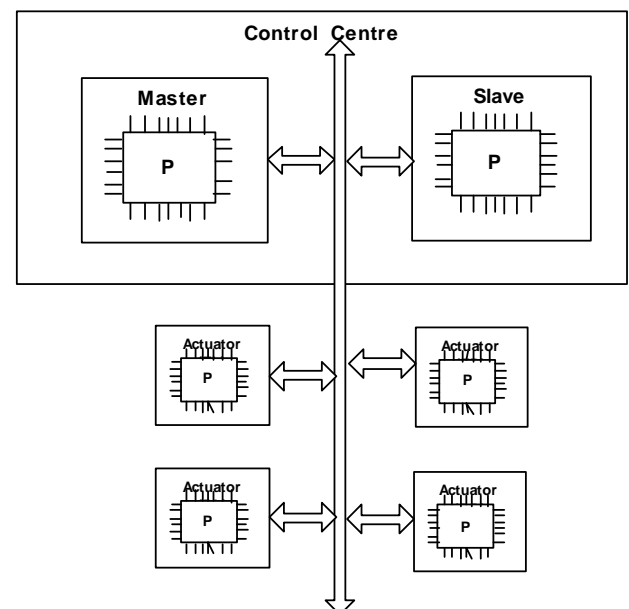 Control Centre
Master
Slave
P
P
Actuator
Actuator
P
P
Actuator
Actuator
P
P